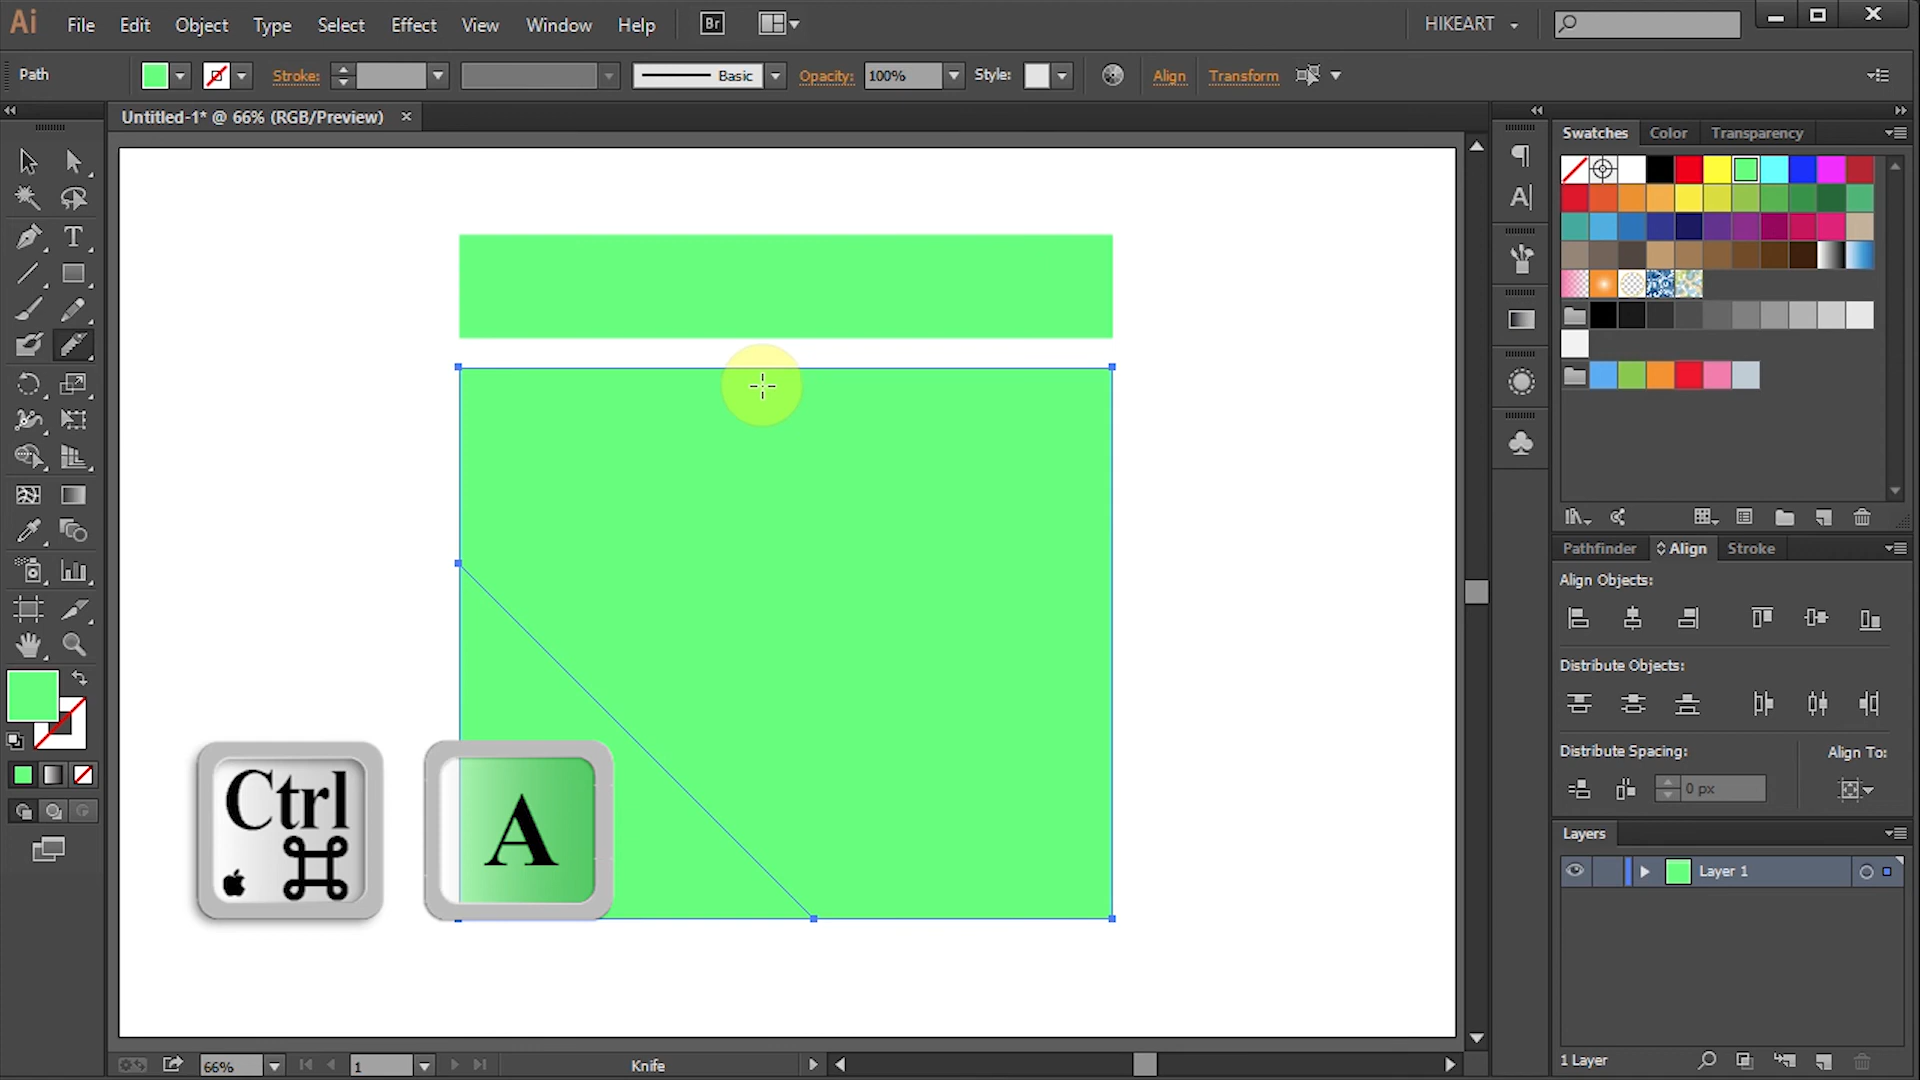 Ai File Edit Object Type Select Effect View Window Help Br HIKEART
Path Stroke: Basic Opacity: 100% Style: Align Transform
Untitled-1* @ 66% (RGB/Preview) ×
Swatches Color Transparency
A
T
Pathfinder Align Stroke
Align Objects:
Distribute Objects:
Distribute Spacing: Align To:
0 px
Ctrl A
Layers
Layer 1
66% 1 Knife
1 Layer